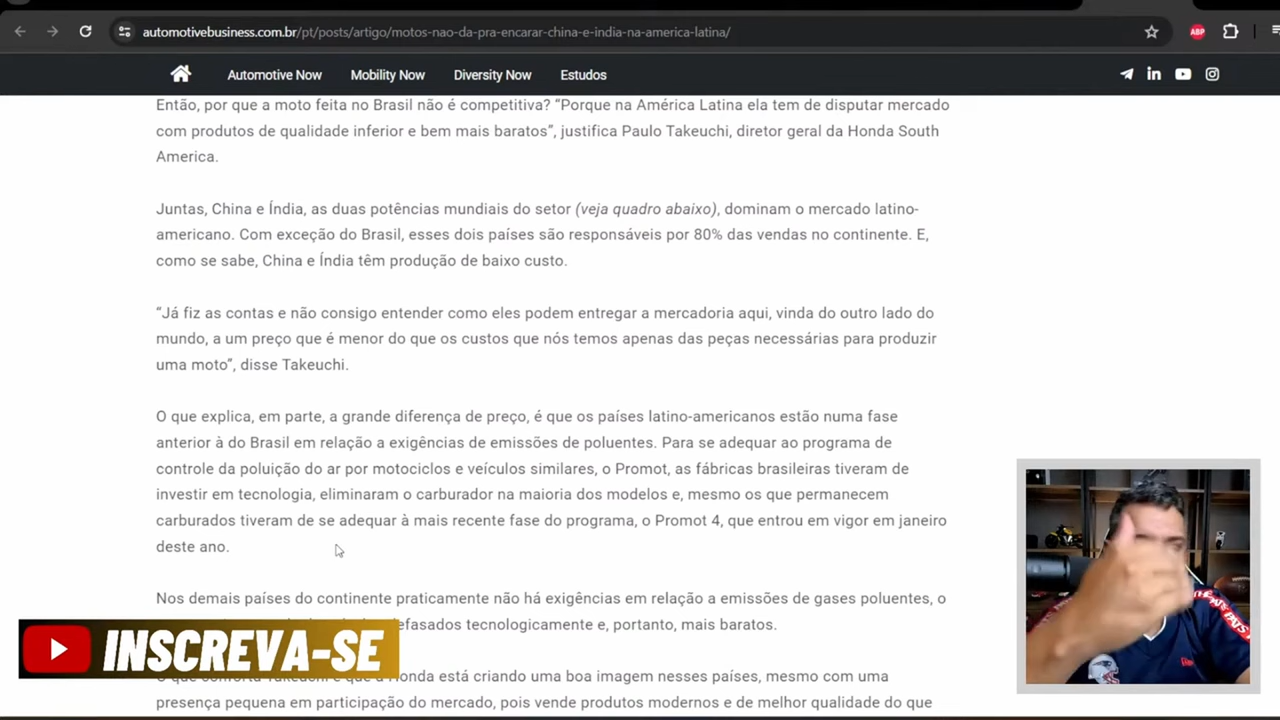 automotivebusiness.com.br/pt/posts/artigo/motos-nao-da-pra-encarar-china-e-india-na-america-latina/
ABP
Automotive Now Mobility Now Diversity Now Estudos
Então, por que a moto feita no Brasil não é competitiva? “Porque na América Latina ela tem de disputar mercado
com produtos de qualidade inferior e bem mais baratos”, justifica Paulo Takeuchi, diretor geral da Honda South
America.
Juntas, China e Índia, as duas potências mundiais do setor (veja quadro abaixo), dominam o mercado latino-
americano. Com exceção do Brasil, esses dois países são responsáveis por 80% das vendas no continente. E,
como se sabe, China e Índia têm produção de baixo custo.
“Já fiz as contas e não consigo entender como eles podem entregar a mercadoria aqui, vinda do outro lado do
mundo, a um preço que é menor do que os custos que nós temos apenas das peças necessárias para produzir
uma moto”, disse Takeuchi.
O que explica, em parte, a grande diferença de preço, é que os países latino-americanos estão numa fase
anterior à do Brasil em relação a exigências de emissões de poluentes. Para se adequar ao programa de
controle da poluição do ar por motociclos e veículos similares, o Promot, as fábricas brasileiras tiveram de
investir em tecnologia, eliminaram o carburador na maioria dos modelos e, mesmo os que permanecem
carburados tiveram de se adequar à mais recente fase do programa, o Promot 4, que entrou em vigor em janeiro
deste ano.
Nos demais países do continente praticamente não há exigências em relação a emissões de gases poluentes, o
defasados tecnologicamente e, portanto, mais baratos.
INSCREVA-SE
Honda está criando uma boa imagem nesses países, mesmo com uma
presença pequena em participação do mercado, pois vende produtos modernos e de melhor qualidade do que